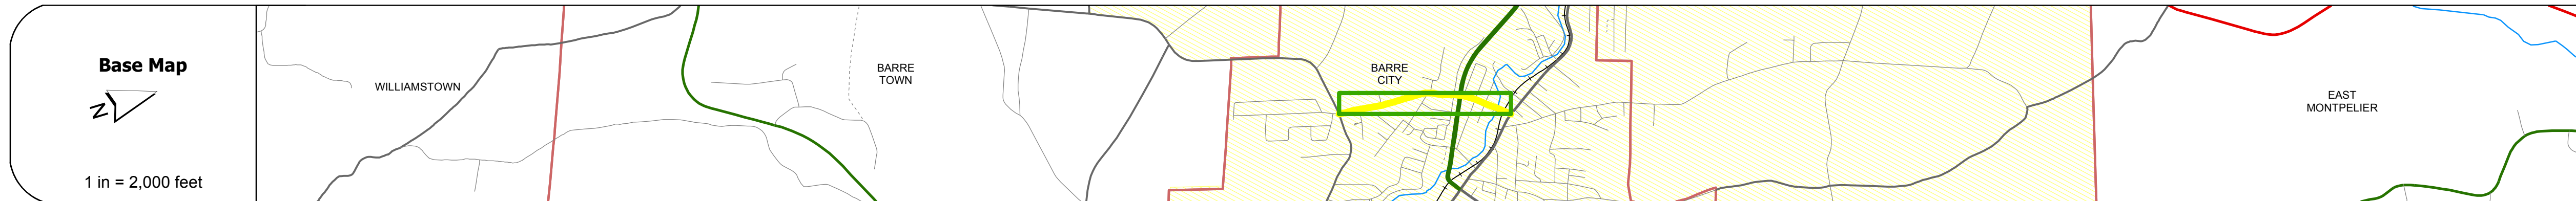 Base Map
N
1 in = 2,000 feet
WILLIAMSTOWN
BARRE
TOWN
BARRE
CITY
EAST
MONTPELIER